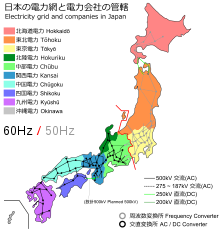 日本の電力網と電力会社の管轄
Electricity grid and companies in Japan
北海道電力 Hokkaidō
東北電力 Tōhoku
東京電力 Tōkyō
北陸電力 Hokuriku
中部電力 Chūbu
関西電力 Kansai
中国電力 Chūgoku
四国電力 Shikoku
九州電力 Kyūshū
沖縄電力 Okinawa
60Hz / 50Hz
500kV 交流(AC)
275~187kV 交流(AC)
250kV 直流(DC)
500kV 直流(DC)
周波数変換所 Frequency Converter
交直変換所 AC / DC Converter